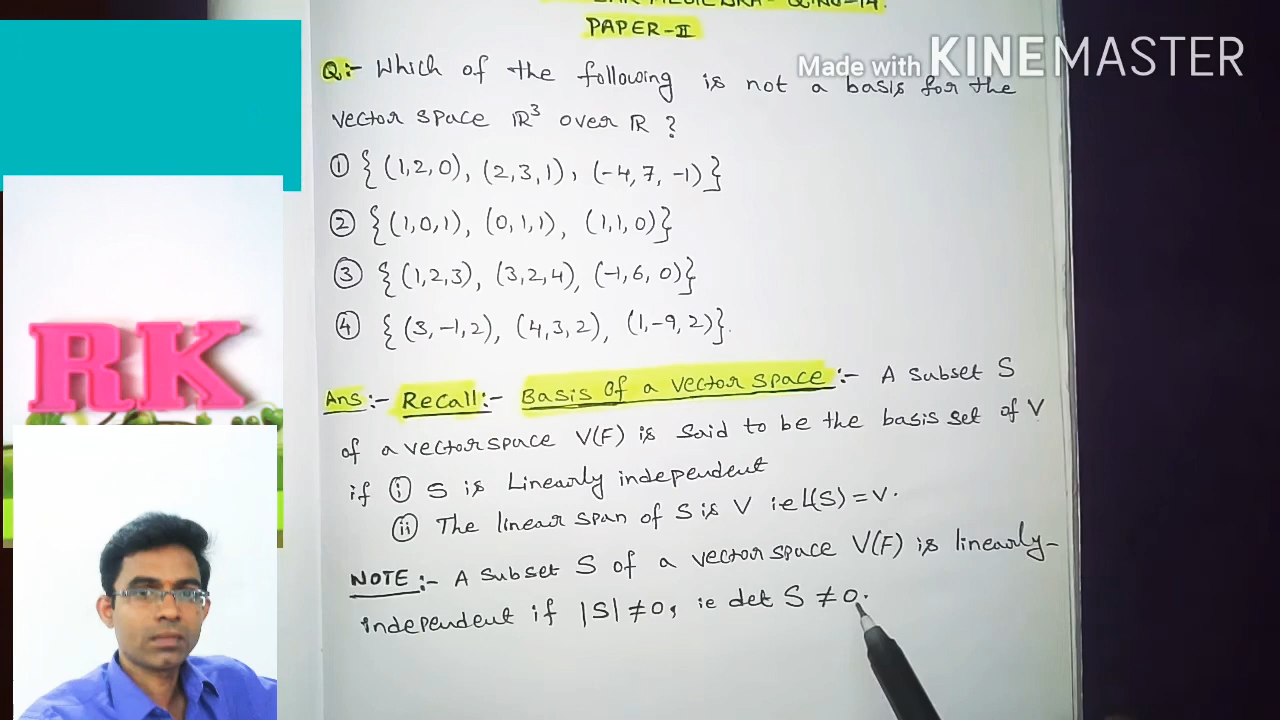 PAPER-II
Made with KINEMASTER
Q:- Which of the following is not a basis for the
vector space ℝ³ over ℝ ?
① { (1,2,0), (2,3,1), (-4,7,-1)}
② {(1,0,1), (0,1,1), (1,1,0)}
③ {(1,2,3), (3,2,4), (-1,6,0)}
④ {(3,-1,2), (4,3,2), (1,-9,2)}.
RK
Ans:- Recall:- Basis of a vector space:- A subset S
of a vector space V(F) is said to be the basis set of V
if (i) S is Linearly independent
(ii) The linear span of S is V ie L(S) = V.
NOTE:- A subset S of a vector space V(F) is linearly-
independent if |S| ≠ 0, ie det S ≠ 0.